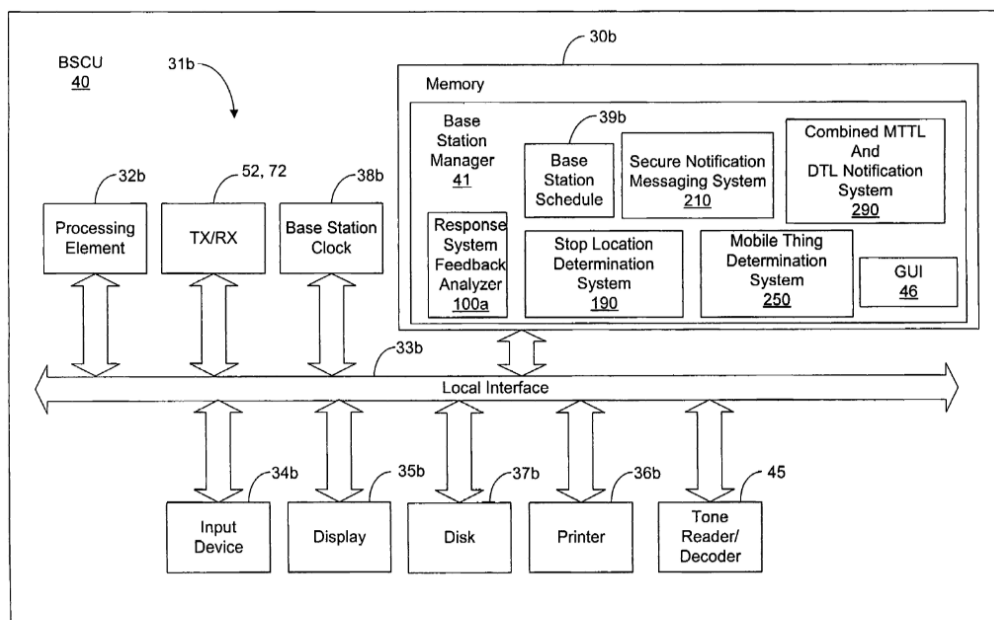 BSCU
40
31b
30b
Memory
Base
Station
Manager
41
39b
Base
Station
Schedule
Secure Notification
Messaging System
210
Combined MTTL
And
DTL Notification
System
290
Response
System
Feedback
Analyzer
100a
Stop Location
Determination
System
190
Mobile Thing
Determination
System
250
GUI
46
32b
Processing
Element
52, 72
TX/RX
38b
Base Station
Clock
33b
Local Interface
34b
Input
Device
35b
Display
37b
Disk
36b
Printer
45
Tone
Reader/
Decoder